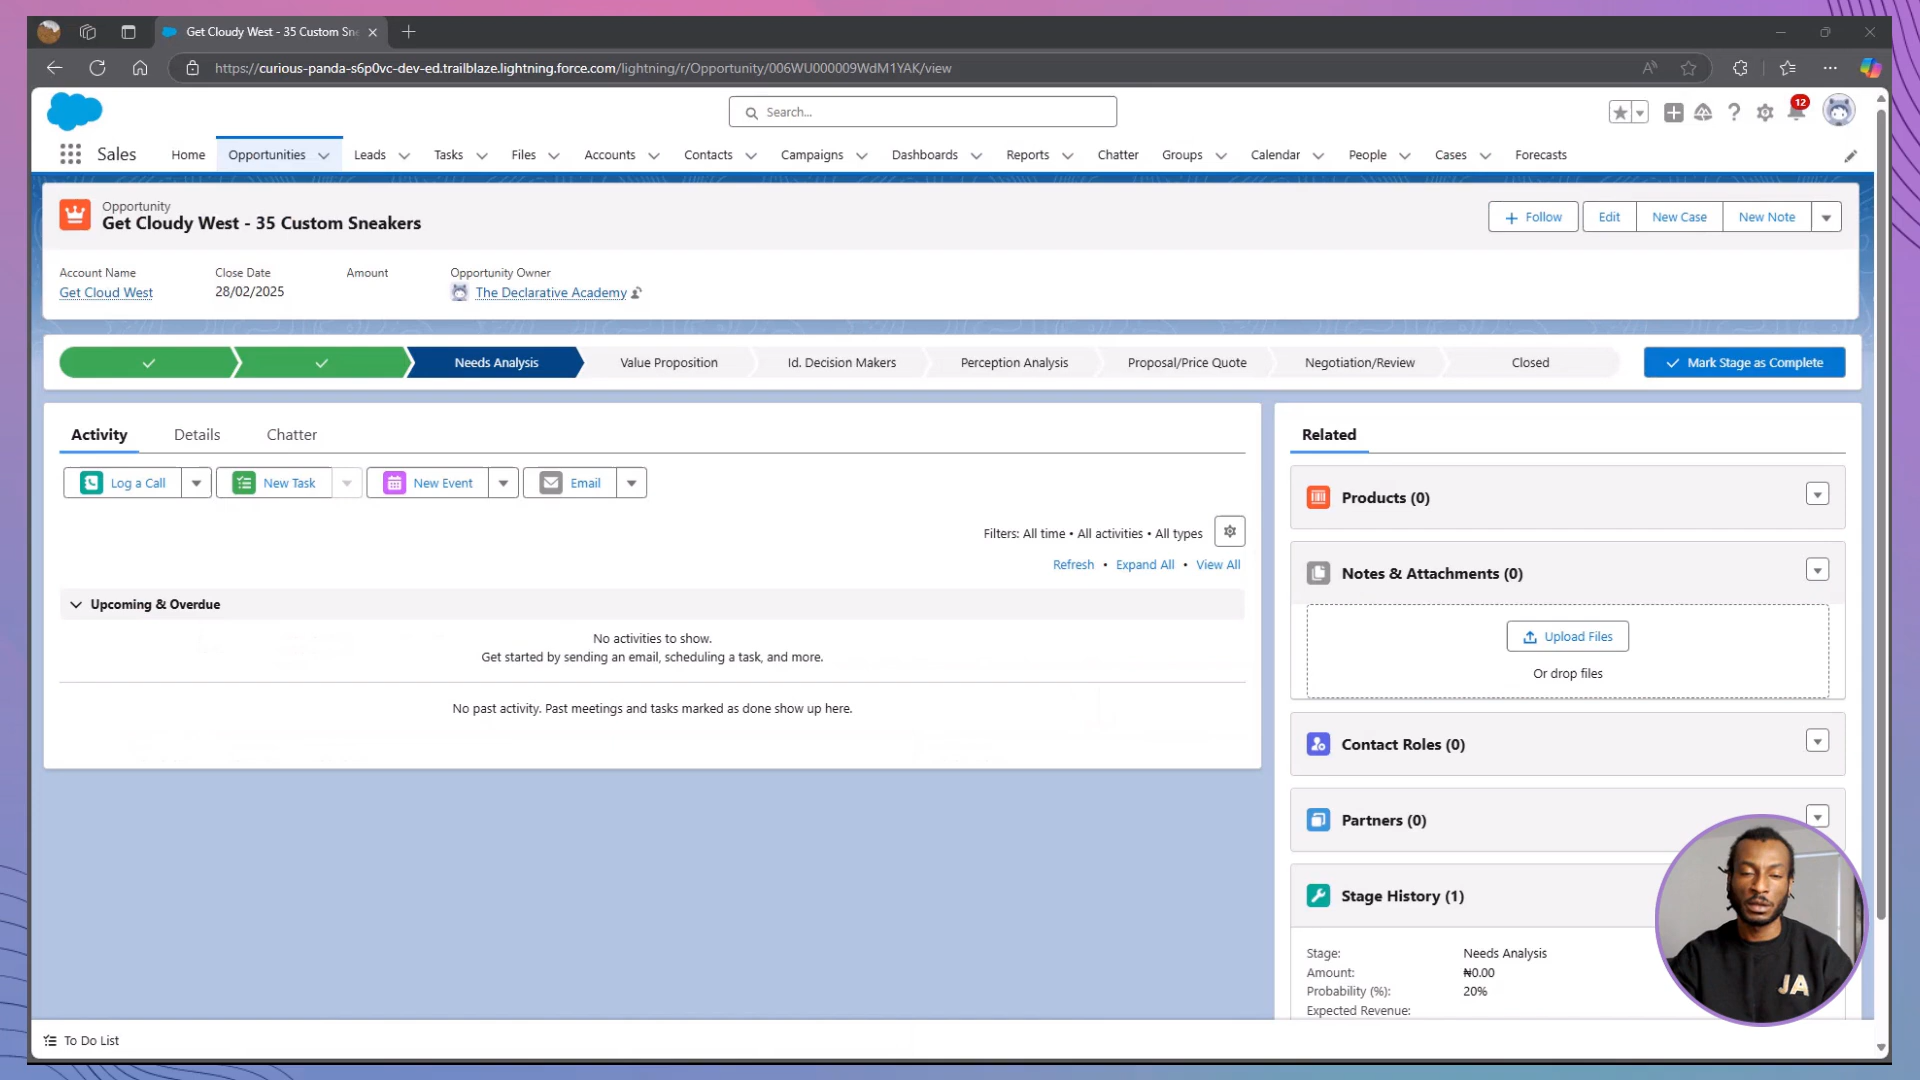 Get Cloudy West - 35 Custom Sne
https://curious-panda-s6p0vc-dev-ed.trailblaze.lightning.force.com/lightning/r/Opportunity/006WU000009WdM1YAK/view
Search...
12
Sales
Home
Opportunities
Leads
Tasks
Files
Accounts
Contacts
Campaigns
Dashboards
Reports
Chatter
Groups
Calendar
People
Cases
Forecasts
Opportunity
Get Cloudy West - 35 Custom Sneakers
Follow
Edit
New Case
New Note
Account Name
Close Date
Amount
Opportunity Owner
Get Cloud West
28/02/2025
The Declarative Academy
Needs Analysis
Value Proposition
Id. Decision Makers
Perception Analysis
Proposal/Price Quote
Negotiation/Review
Closed
Mark Stage as Complete
Activity
Details
Chatter
Log a Call
New Task
New Event
Email
Filters: All time • All activities • All types
Refresh • Expand All • View All
Upcoming & Overdue
No activities to show.
Get started by sending an email, scheduling a task, and more.
No past activity. Past meetings and tasks marked as done show up here.
Related
Products (0)
Notes & Attachments (0)
Upload Files
Or drop files
Contact Roles (0)
Partners (0)
Stage History (1)
Stage: Needs Analysis
Amount: ₦0.00
Probability (%): 20%
Expected Revenue:
JA
To Do List